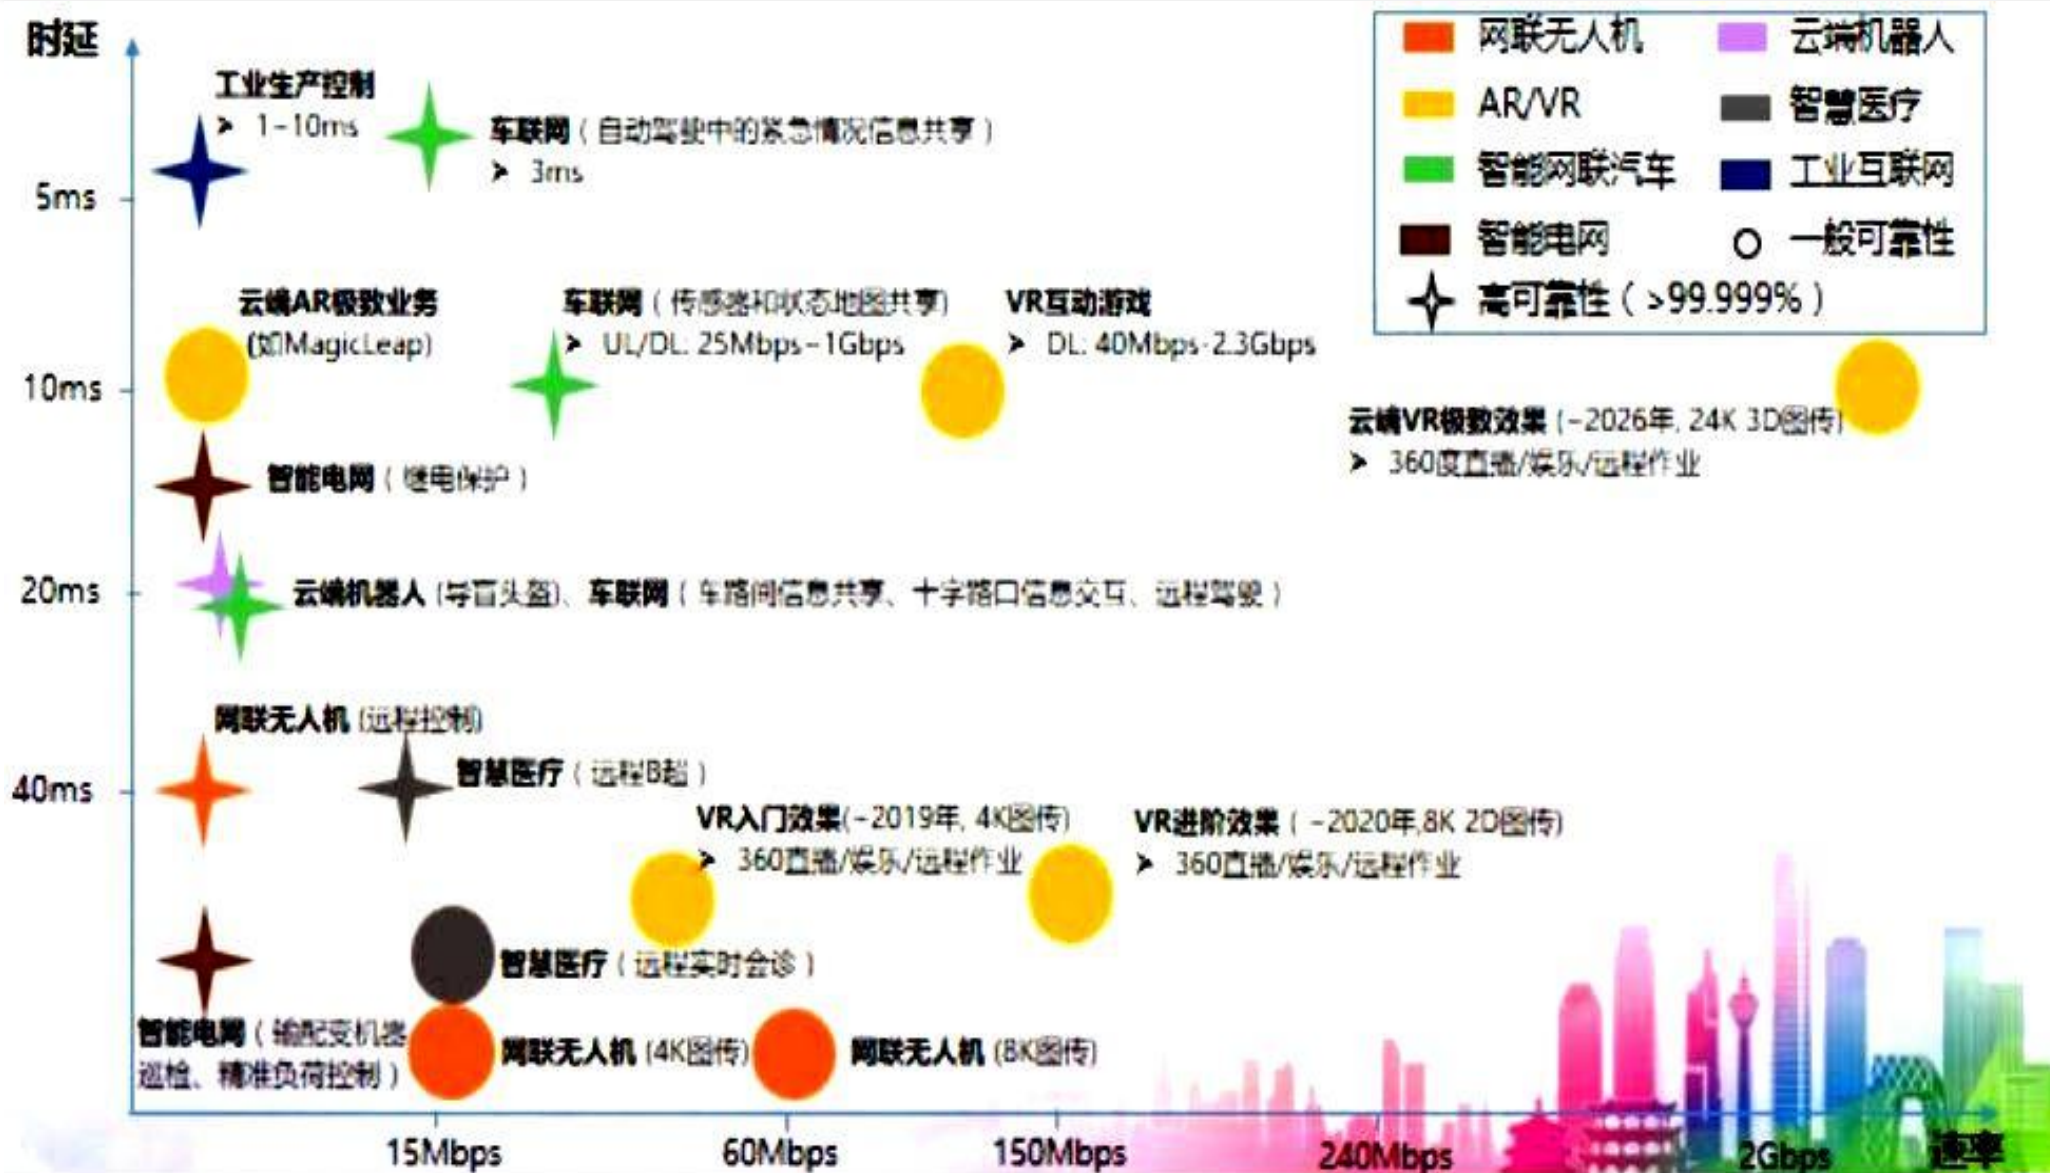 时延
网联无人机
云端机器人
AR/VR
智慧医疗
智能网联汽车
工业互联网
智能电网
一般可靠性
高可靠性（>99.999%）
工业生产控制
➤ 1-10ms
车联网（自动驾驶中的紧急情况信息共享）
➤ 3ms
5ms
云端AR极致业务
(如MagicLeap)
车联网（传感器和状态地图共享)
➤ UL/DL: 25Mbps-1Gbps
VR互动游戏
➤ DL: 40Mbps-2.3Gbps
10ms
云端VR极致效果 (~2026年, 24K 3D图传)
➤ 360度直播/娱乐/远程作业
智能电网（继电保护）
20ms
云端机器人 (导盲头盔)、车联网（车路间信息共享、十字路口信息交互、远程驾驶）
网联无人机 (远程控制)
40ms
智慧医疗（远程B超）
VR入门效果(~2019年, 4K图传)
➤ 360直播/娱乐/远程作业
VR进阶效果（~2020年,8K 2D图传)
➤ 360直播/娱乐/远程作业
智慧医疗（远程实时会诊）
智能电网（输配变机器
巡检、精准负荷控制）
网联无人机 (4K图传)
网联无人机 (8K图传)
15Mbps
60Mbps
150Mbps
240Mbps
2Gbps
速率